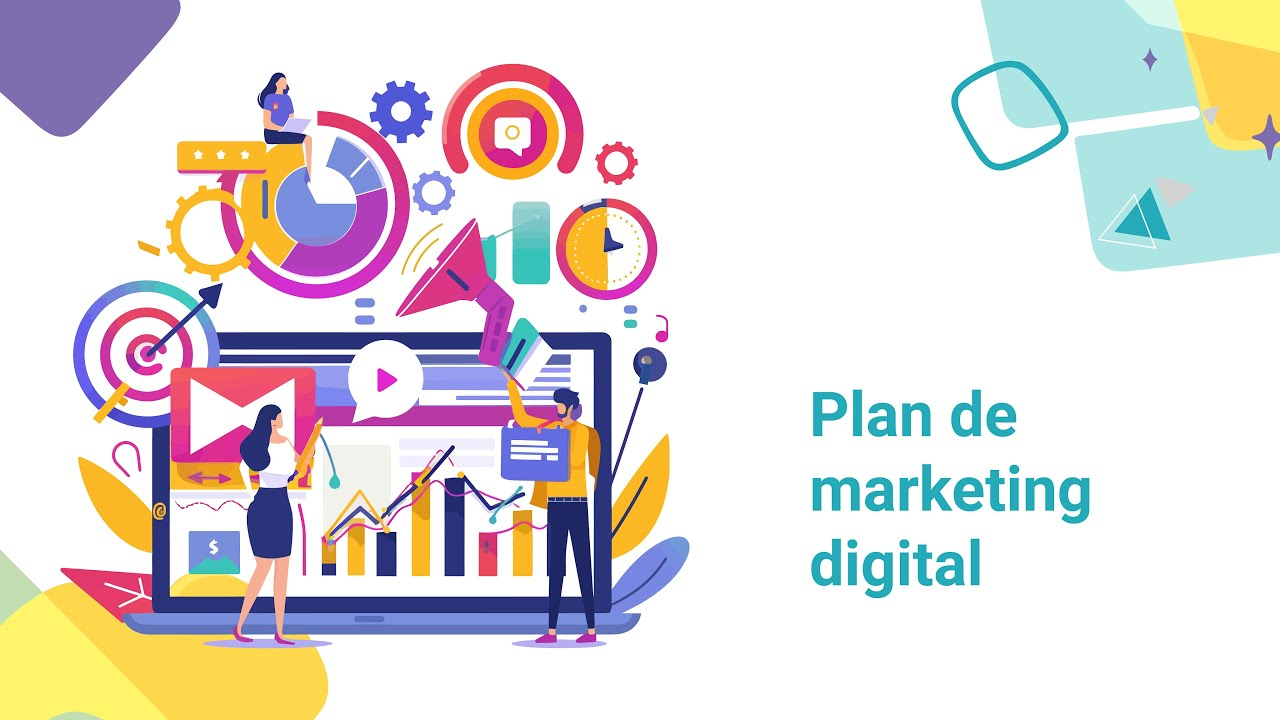 Plan de
marketing
digital
$
@